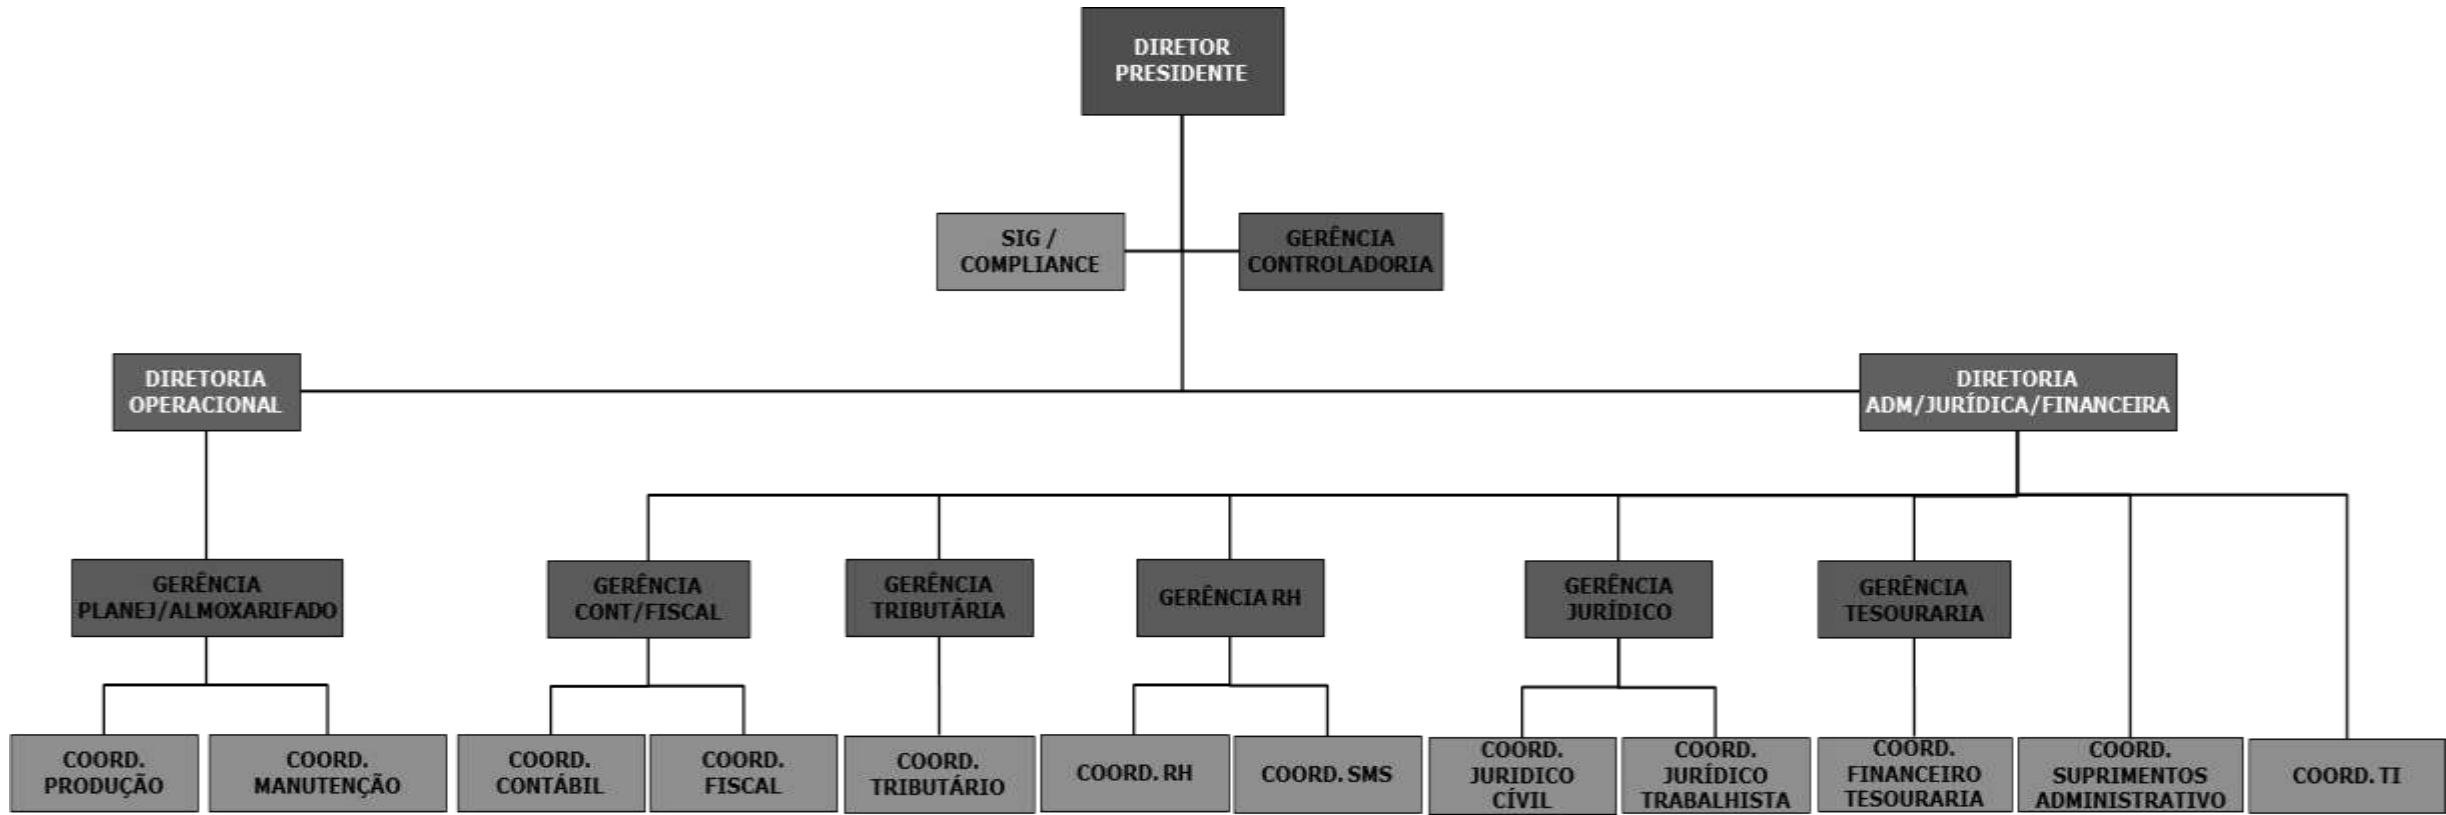 DIRETOR
PRESIDENTE
SIG /
COMPLIANCE
GERÊNCIA
CONTROLADORIA
DIRETORIA
OPERACIONAL
DIRETORIA
ADM/JURÍDICA/FINANCEIRA
GERÊNCIA
PLANEJ/ALMOXARIFADO
GERÊNCIA
CONT/FISCAL
GERÊNCIA
TRIBUTÁRIA
GERÊNCIA RH
GERÊNCIA
JURÍDICO
GERÊNCIA
TESOURARIA
COORD.
PRODUÇÃO
COORD.
MANUTENÇÃO
COORD.
CONTÁBIL
COORD.
FISCAL
COORD.
TRIBUTÁRIO
COORD. RH
COORD. SMS
COORD.
JURIDICO
CÍVIL
COORD.
JURÍDICO
TRABALHISTA
COORD.
FINANCEIRO
TESOURARIA
COORD.
SUPRIMENTOS
ADMINISTRATIVO
COORD. TI